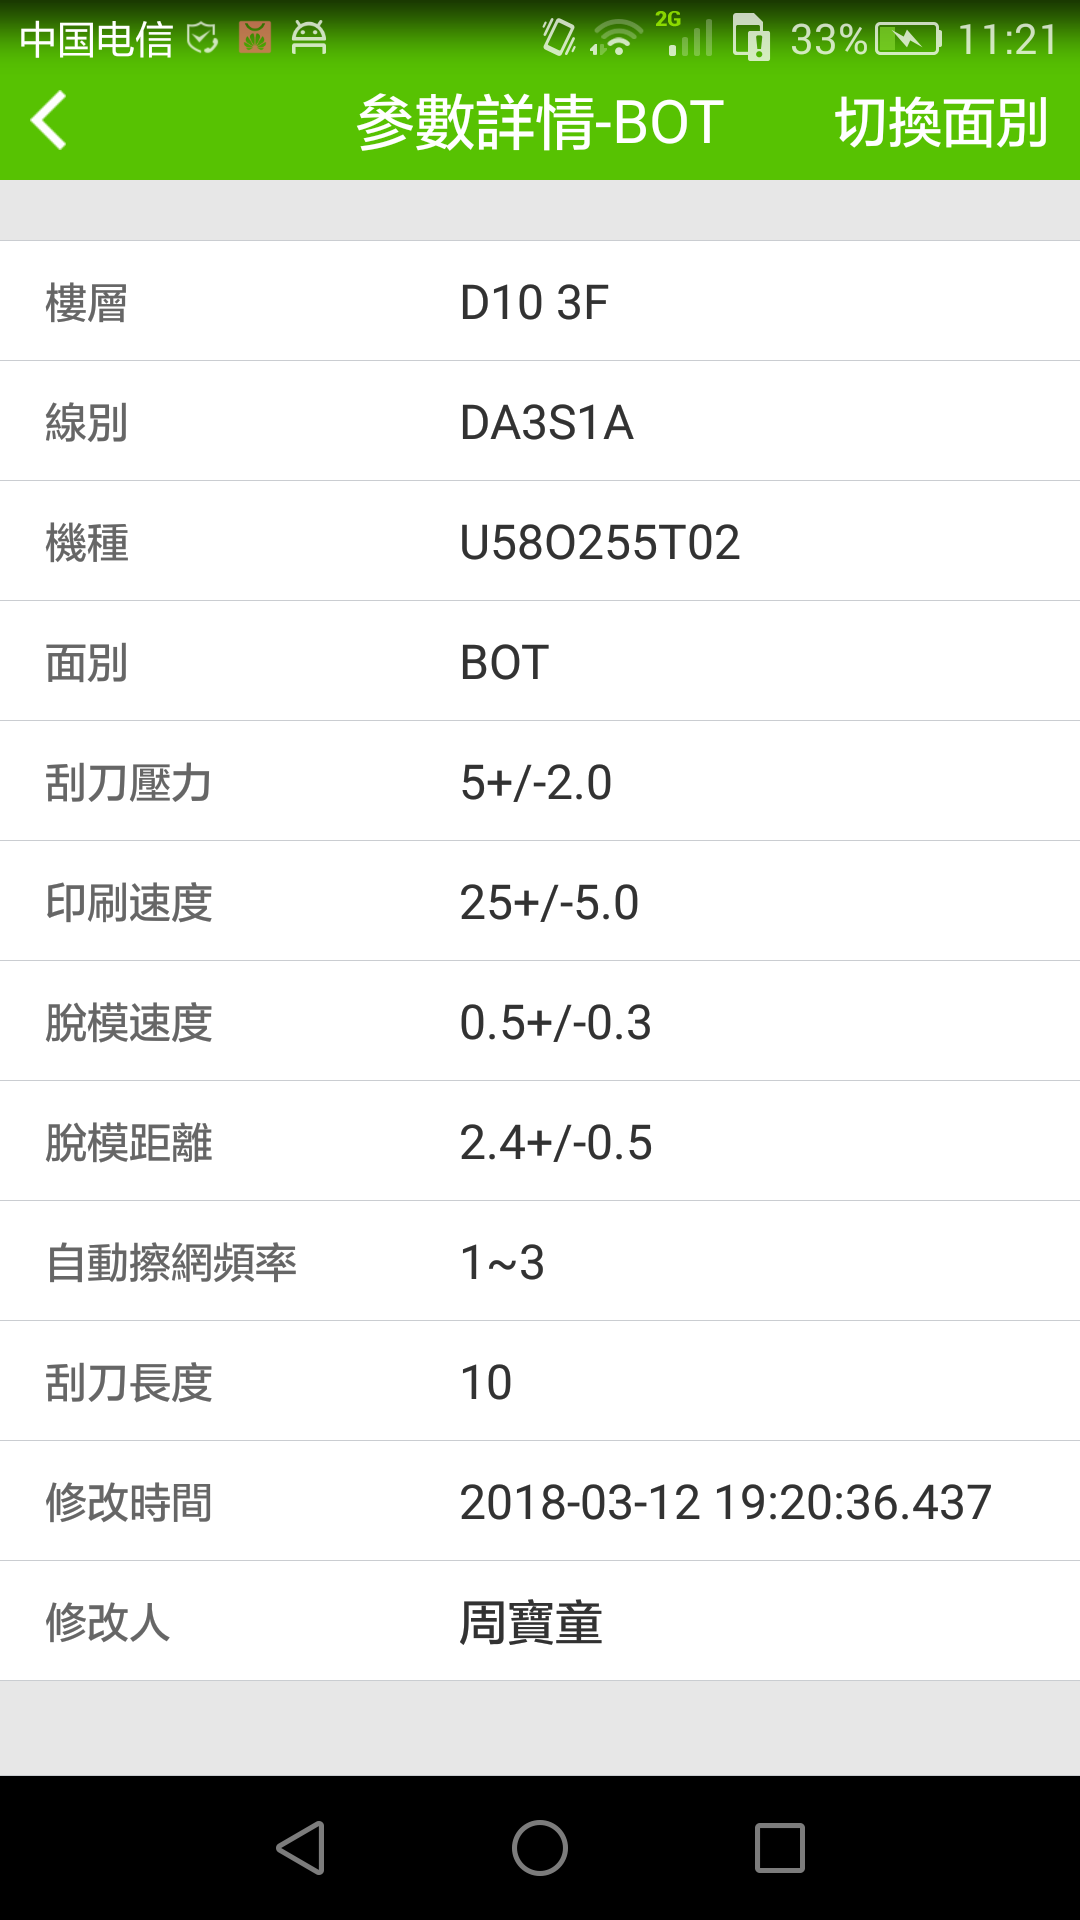 中国电信 2G 33% 11:21
參數詳情-BOT 切換面別
樓層 D10 3F
線別 DA3S1A
機種 U58O255T02
面別 BOT
刮刀壓力 5+/-2.0
印刷速度 25+/-5.0
脫模速度 0.5+/-0.3
脫模距離 2.4+/-0.5
自動擦網頻率 1~3
刮刀長度 10
修改時間 2018-03-12 19:20:36.437
修改人 周寶童